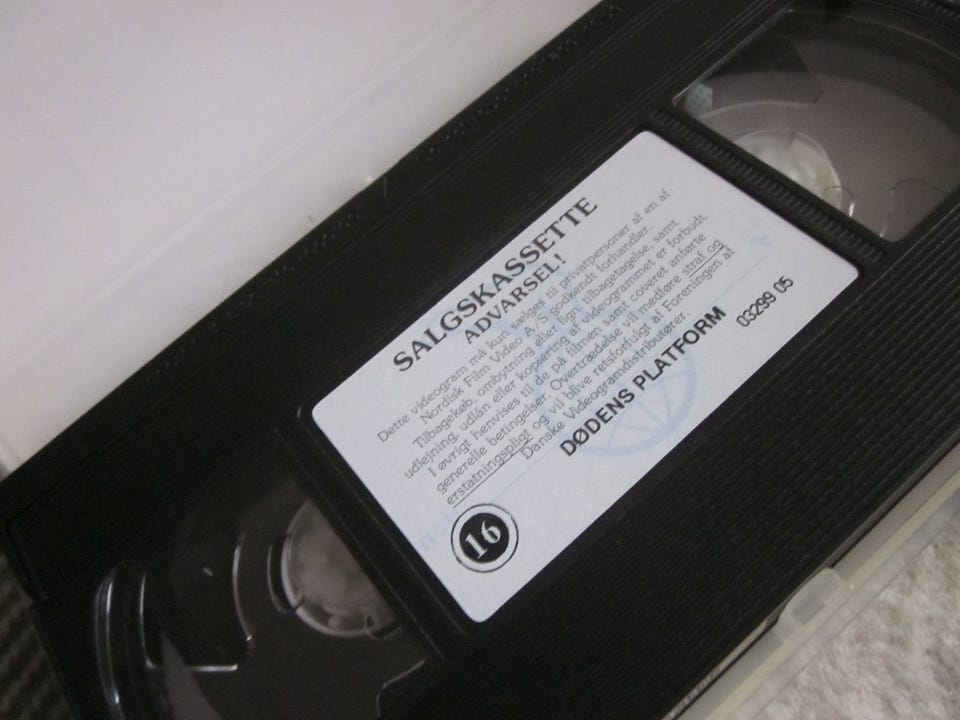 SALGSKASSETTE
ADVARSEL!
Dette videogram må kun sælges til privatpersoner af en af
Nordisk Film Video A/S godkendt forhandler.
Tilbagekøb, ombytning eller lign. tilbagetagelse, samt
udlejning, udlån eller kopiering af videogrammet er forbudt.
I øvrigt henvises til de på filmen samt coveret anførte
generelle betingelser. Overtrædelse vil medføre straf og
erstatningspligt og vil blive retsforfulgt af Foreningen af
Danske Videogramdistributører.
DØDENS PLATFORM
03299 05
16